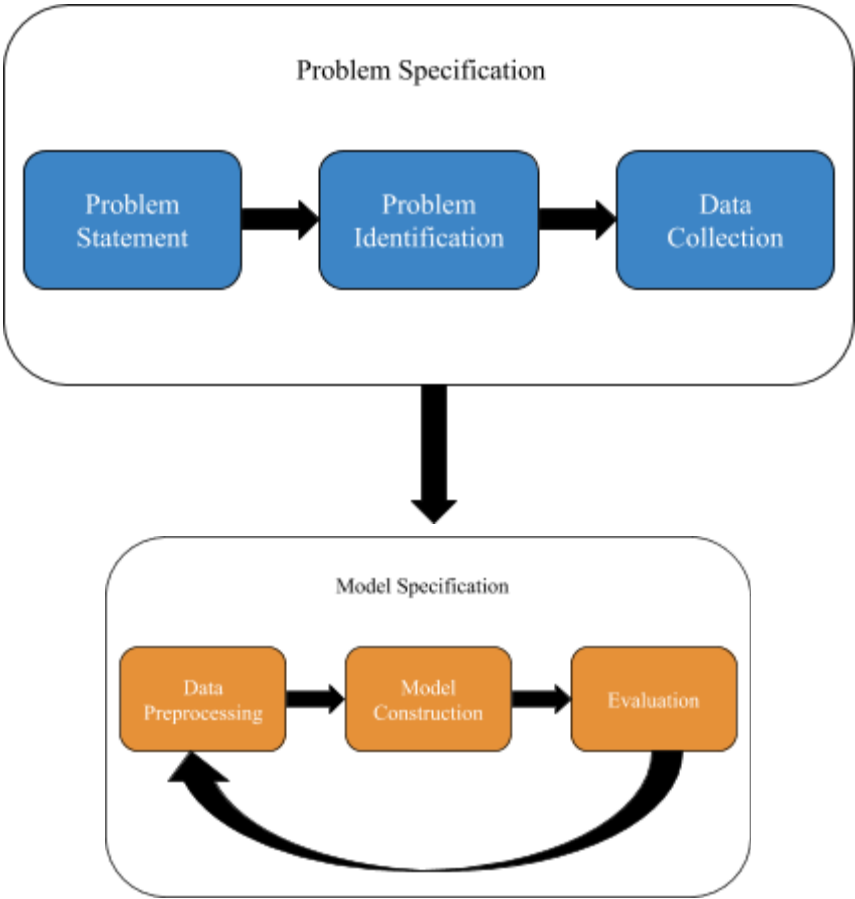 Problem Specification
Problem
Statement
Problem
Identification
Data
Collection
Model Specification
Data
Preprocessing
Model
Construction
Evaluation